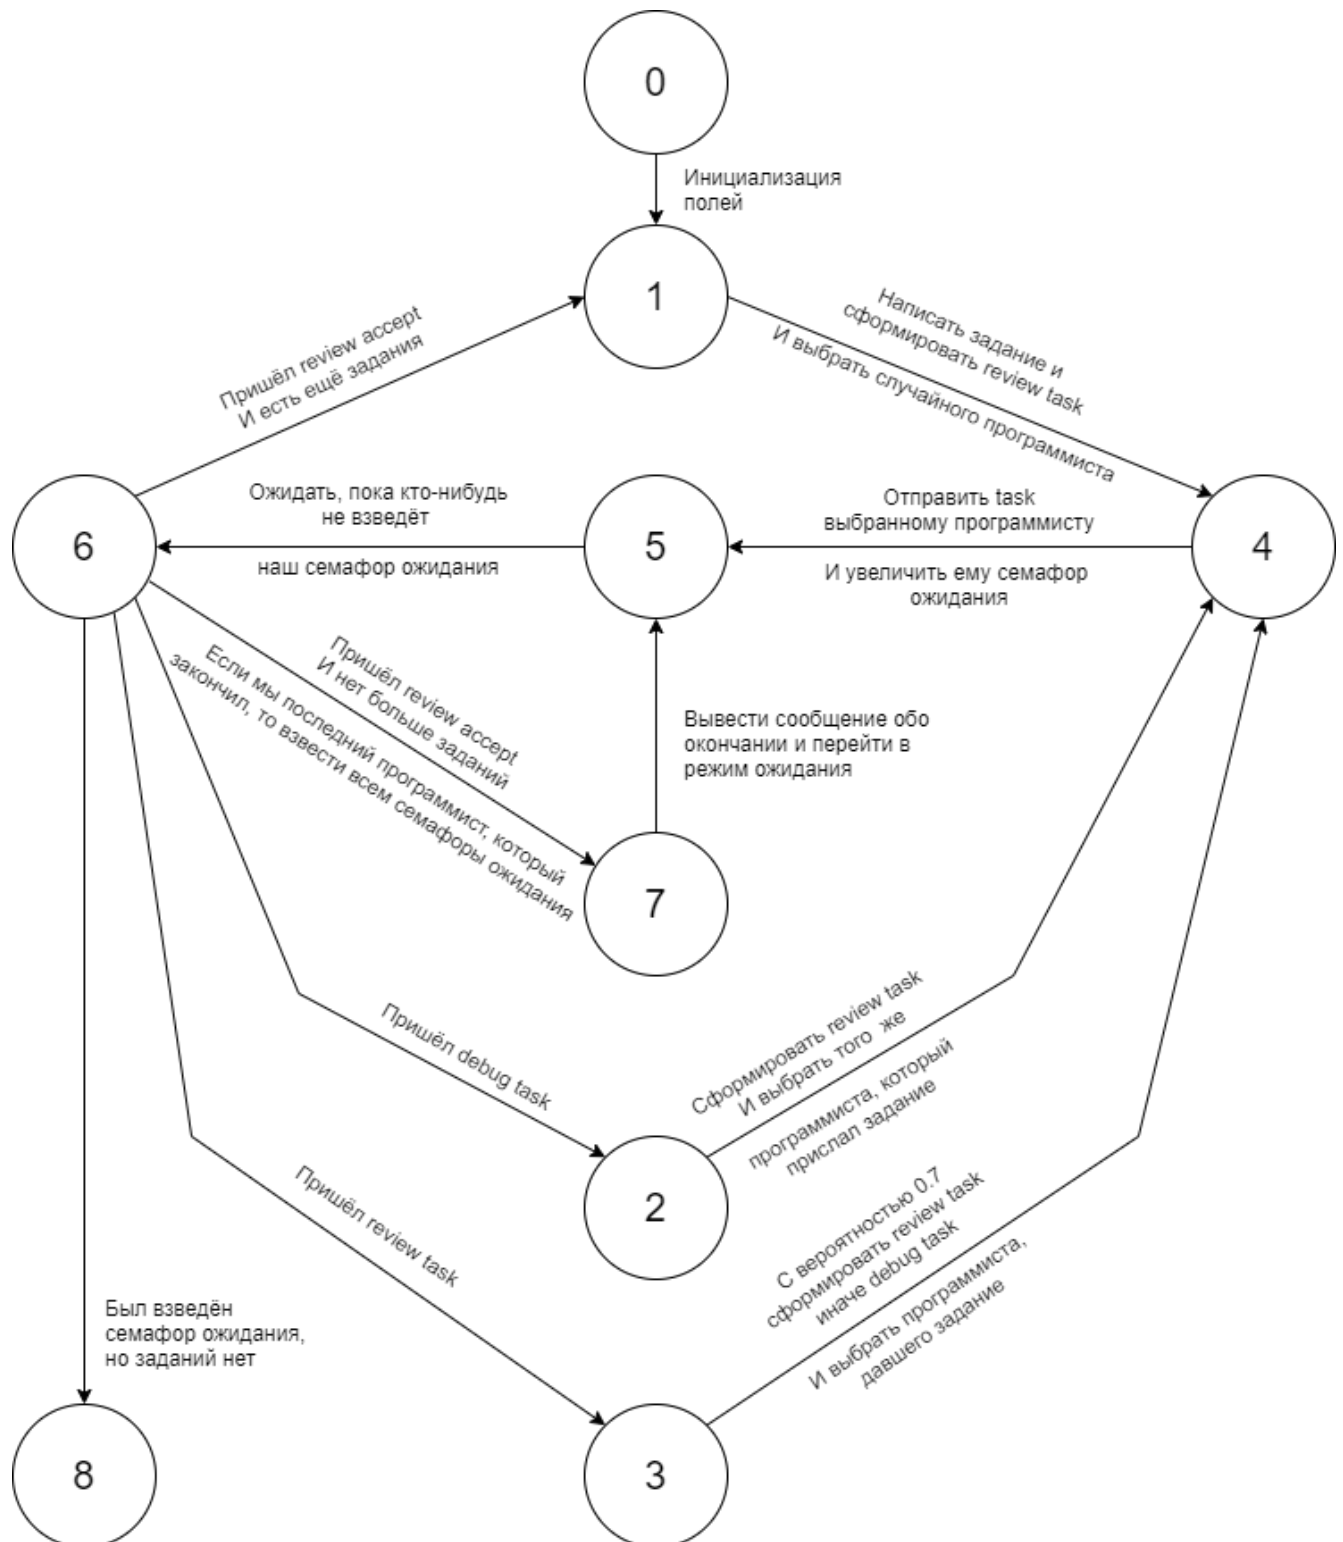 0
Инициализация
полей
1
Написать задание и
сформировать review task
И выбрать случайного программиста
Пришёл review accept
И есть ещё задания
6
Ожидать, пока кто-нибудь
не взведёт
наш семафор ожидания
5
Отправить task
выбранному программисту
И увеличить ему семафор
ожидания
4
Пришёл review accept
И нет больше заданий
Если мы последний программист, который
закончил, то взвести всем семафоры ожидания
Вывести сообщение обо
окончании и перейти в
режим ожидания
7
Пришёл debug task
Сформировать review task
И выбрать того же
программиста, который
прислал задание
2
Пришёл review task
С вероятностью 0.7
сформировать review task
иначе debug task
И выбрать программиста,
давшего задание
Был взведён
семафор ожидания,
но заданий нет
8
3